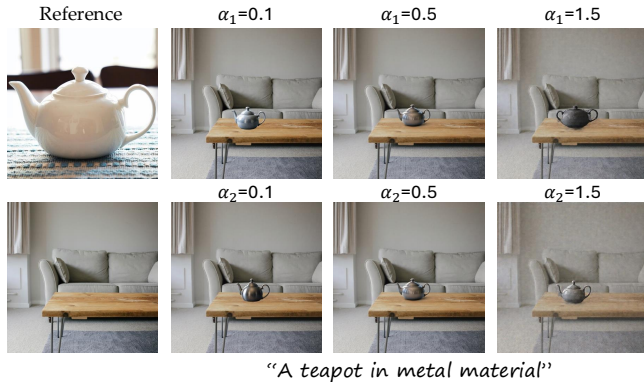 Reference α₁=0.1 α₁=0.5 α₁=1.5
α₂=0.1 α₂=0.5 α₂=1.5
“A teapot in metal material”